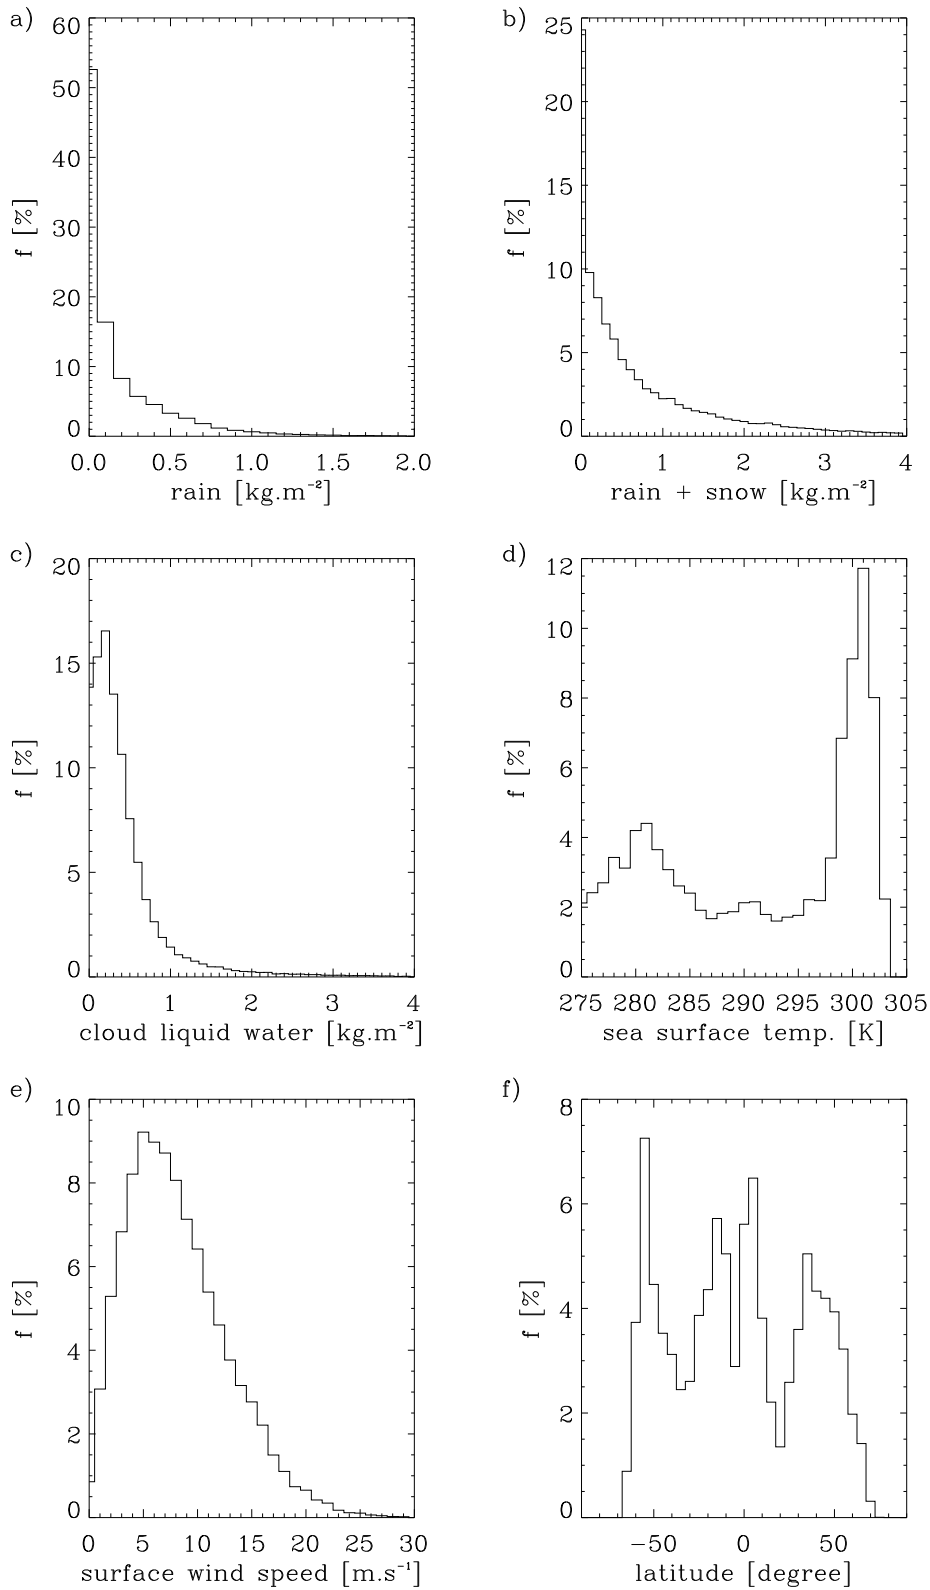 a)
60
50
40
30
20
10
0
f [%]
0.0 0.5 1.0 1.5 2.0
rain [kg.m⁻²]
b)
25
20
15
10
5
0
f [%]
0 1 2 3 4
rain + snow [kg.m⁻²]
c)
20
15
10
5
0
f [%]
0 1 2 3 4
cloud liquid water [kg.m⁻²]
d)
12
10
8
6
4
2
0
f [%]
275 280 285 290 295 300 305
sea surface temp. [K]
e)
10
8
6
4
2
0
f [%]
0 5 10 15 20 25 30
surface wind speed [m.s⁻¹]
f)
8
6
4
2
0
f [%]
−50 0 50
latitude [degree]